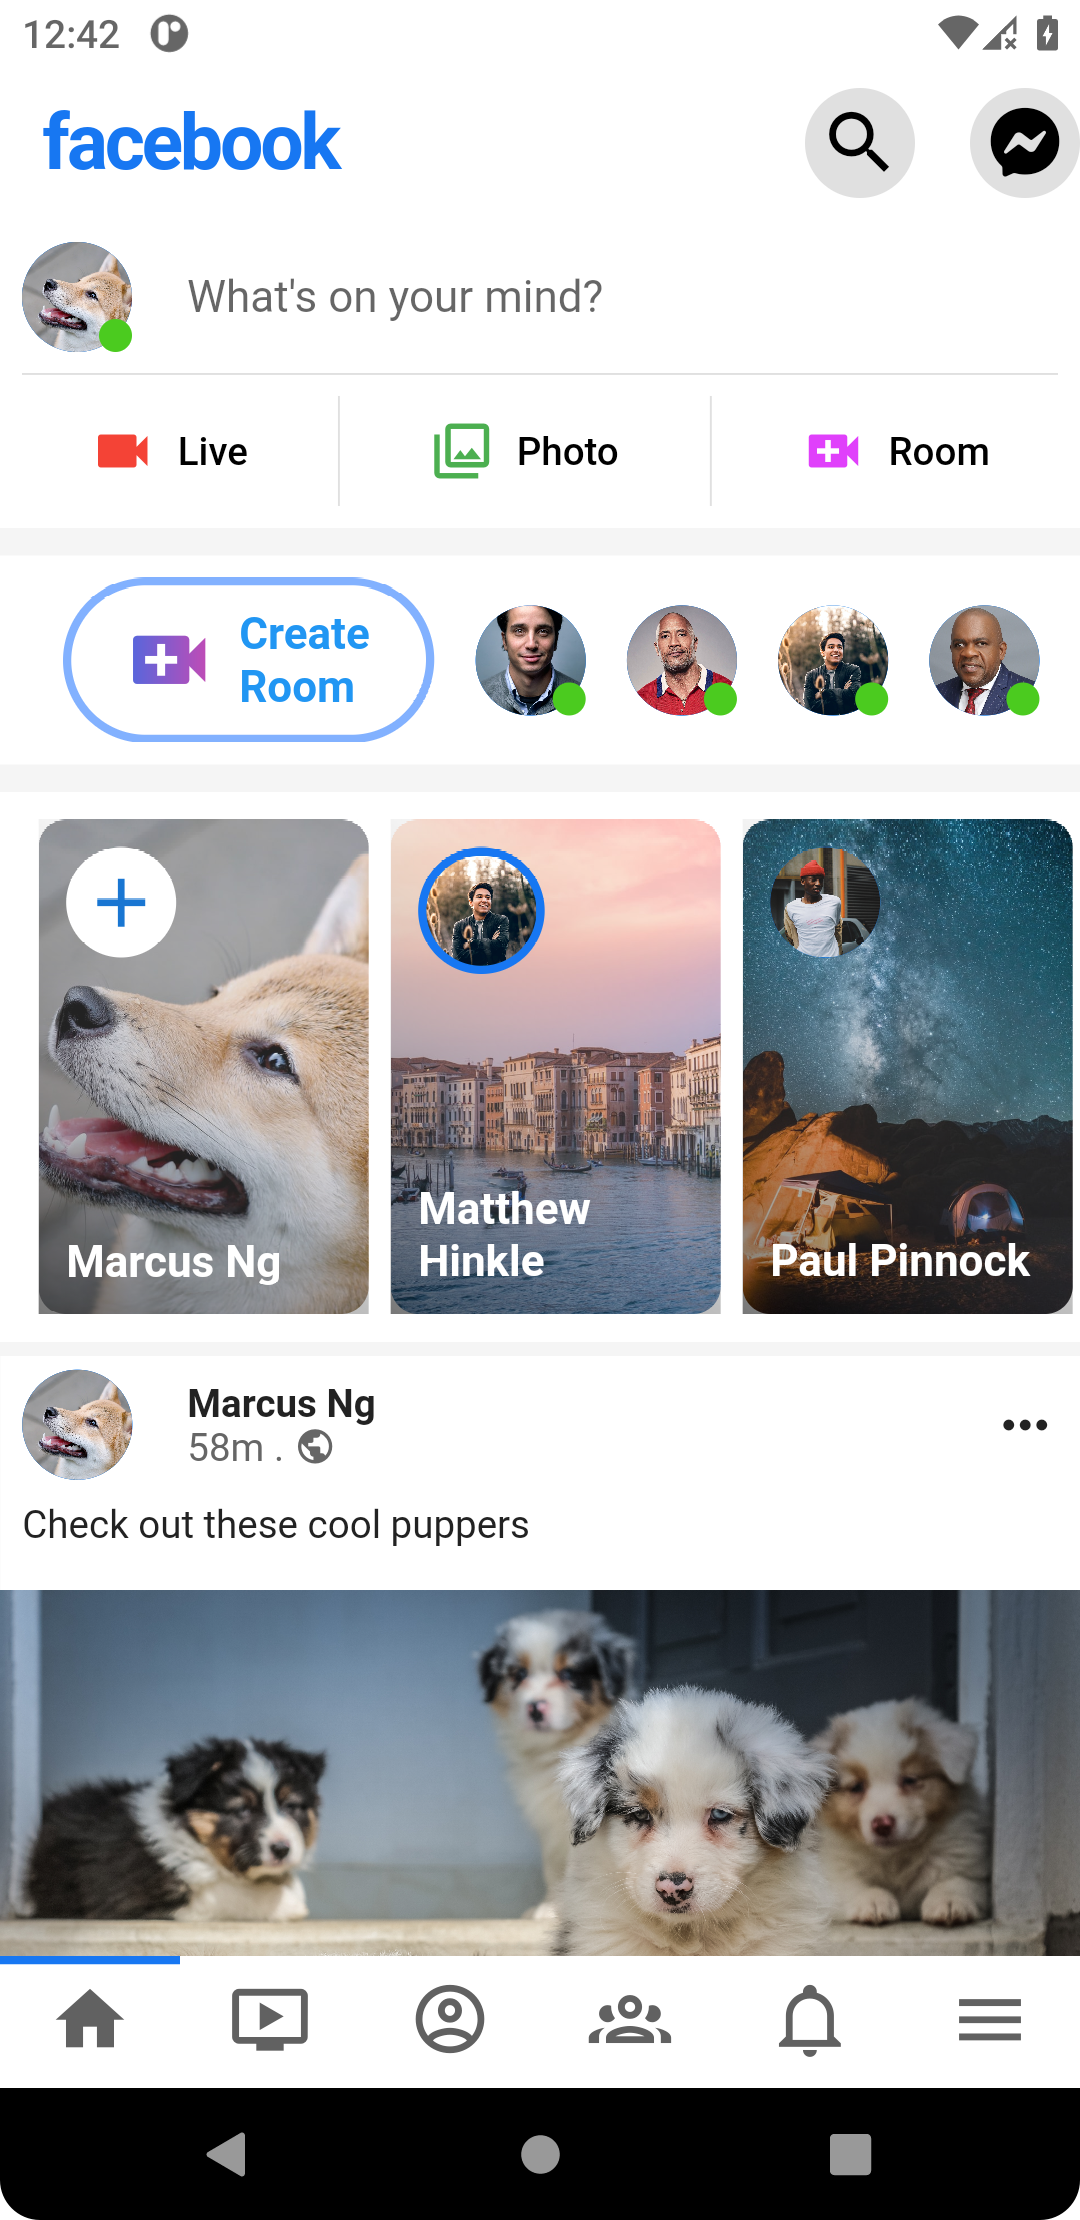 12:42
facebook
What's on your mind?
Live
Photo
Room
Create
Room
Marcus Ng
Matthew
Hinkle
Paul Pinnock
Marcus Ng
58m .
Check out these cool puppers